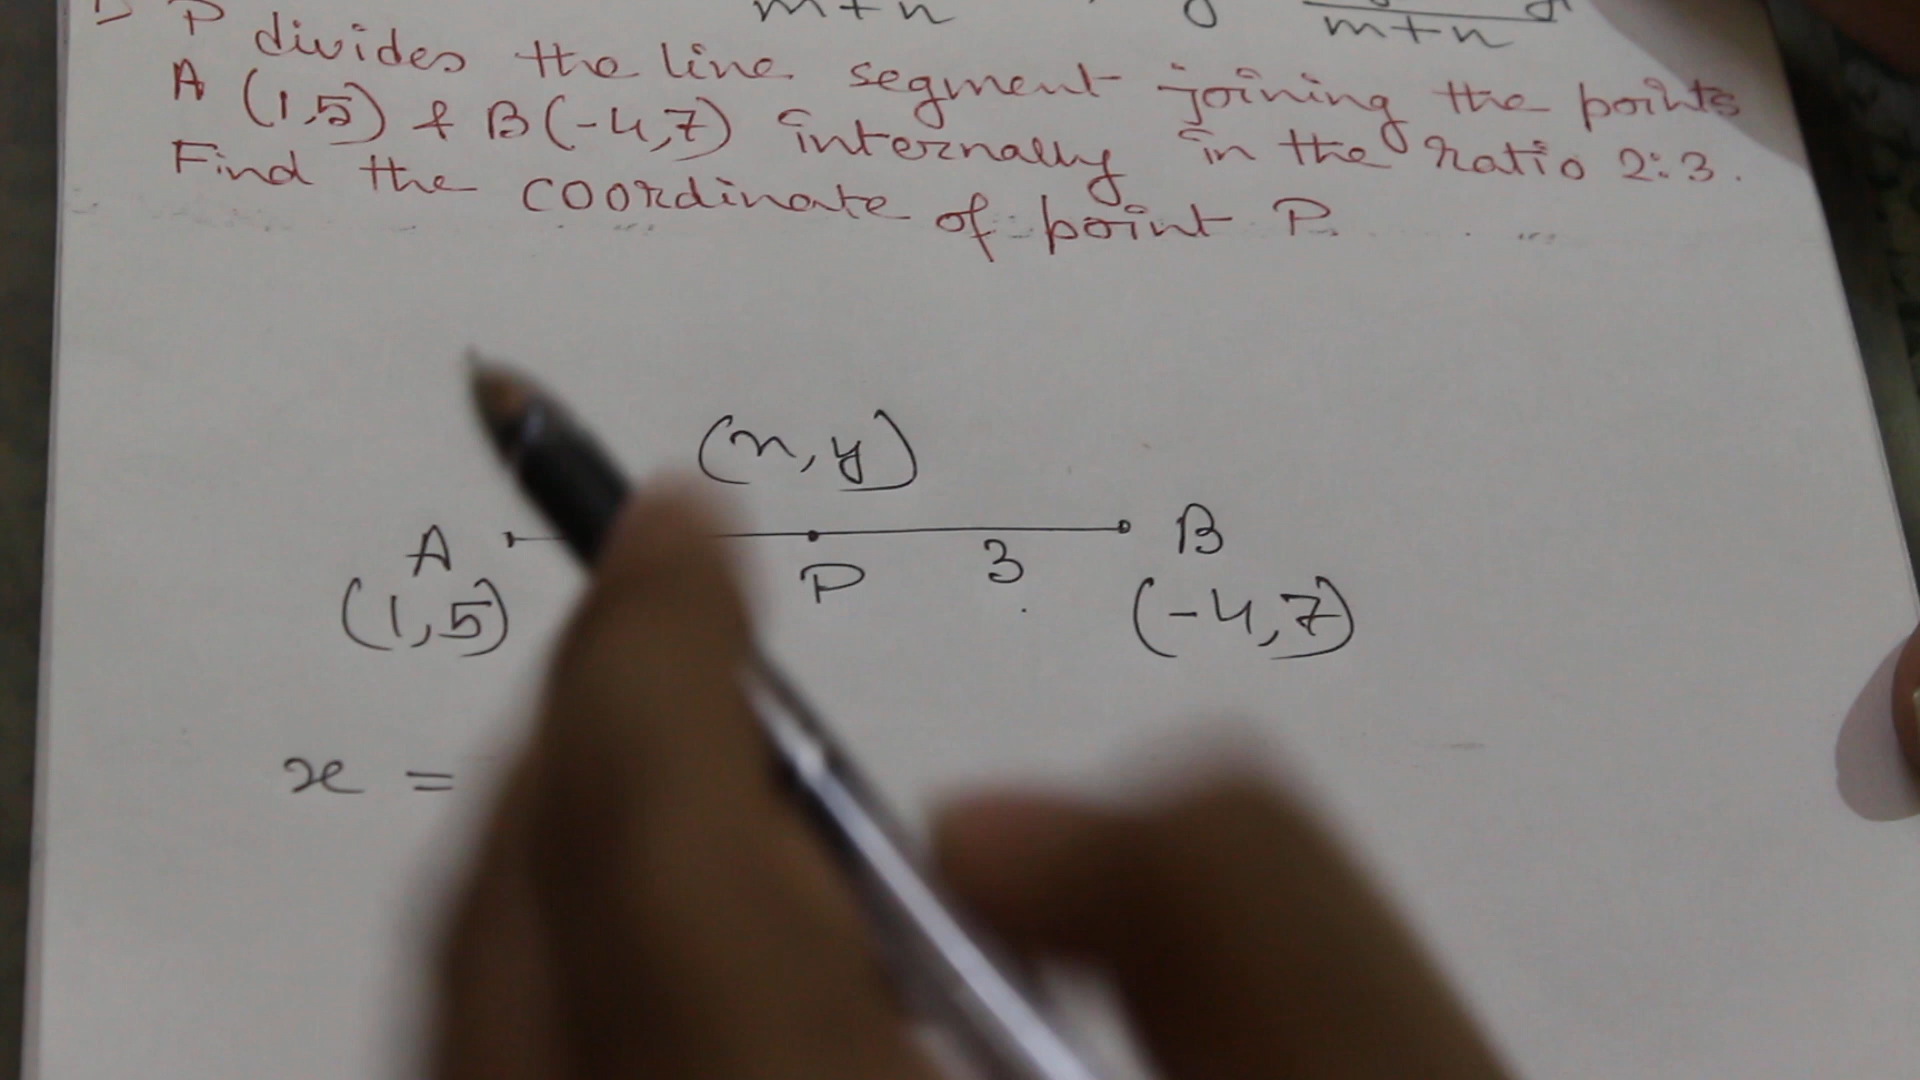 m+n m+n
P divides the line segment joining the points
A (1,5) & B(-4,7) internally in the ratio 2:3.
Find the coordinate of point P.
(x,y)
A B
P 3
(1,5) (-4,7)
x =